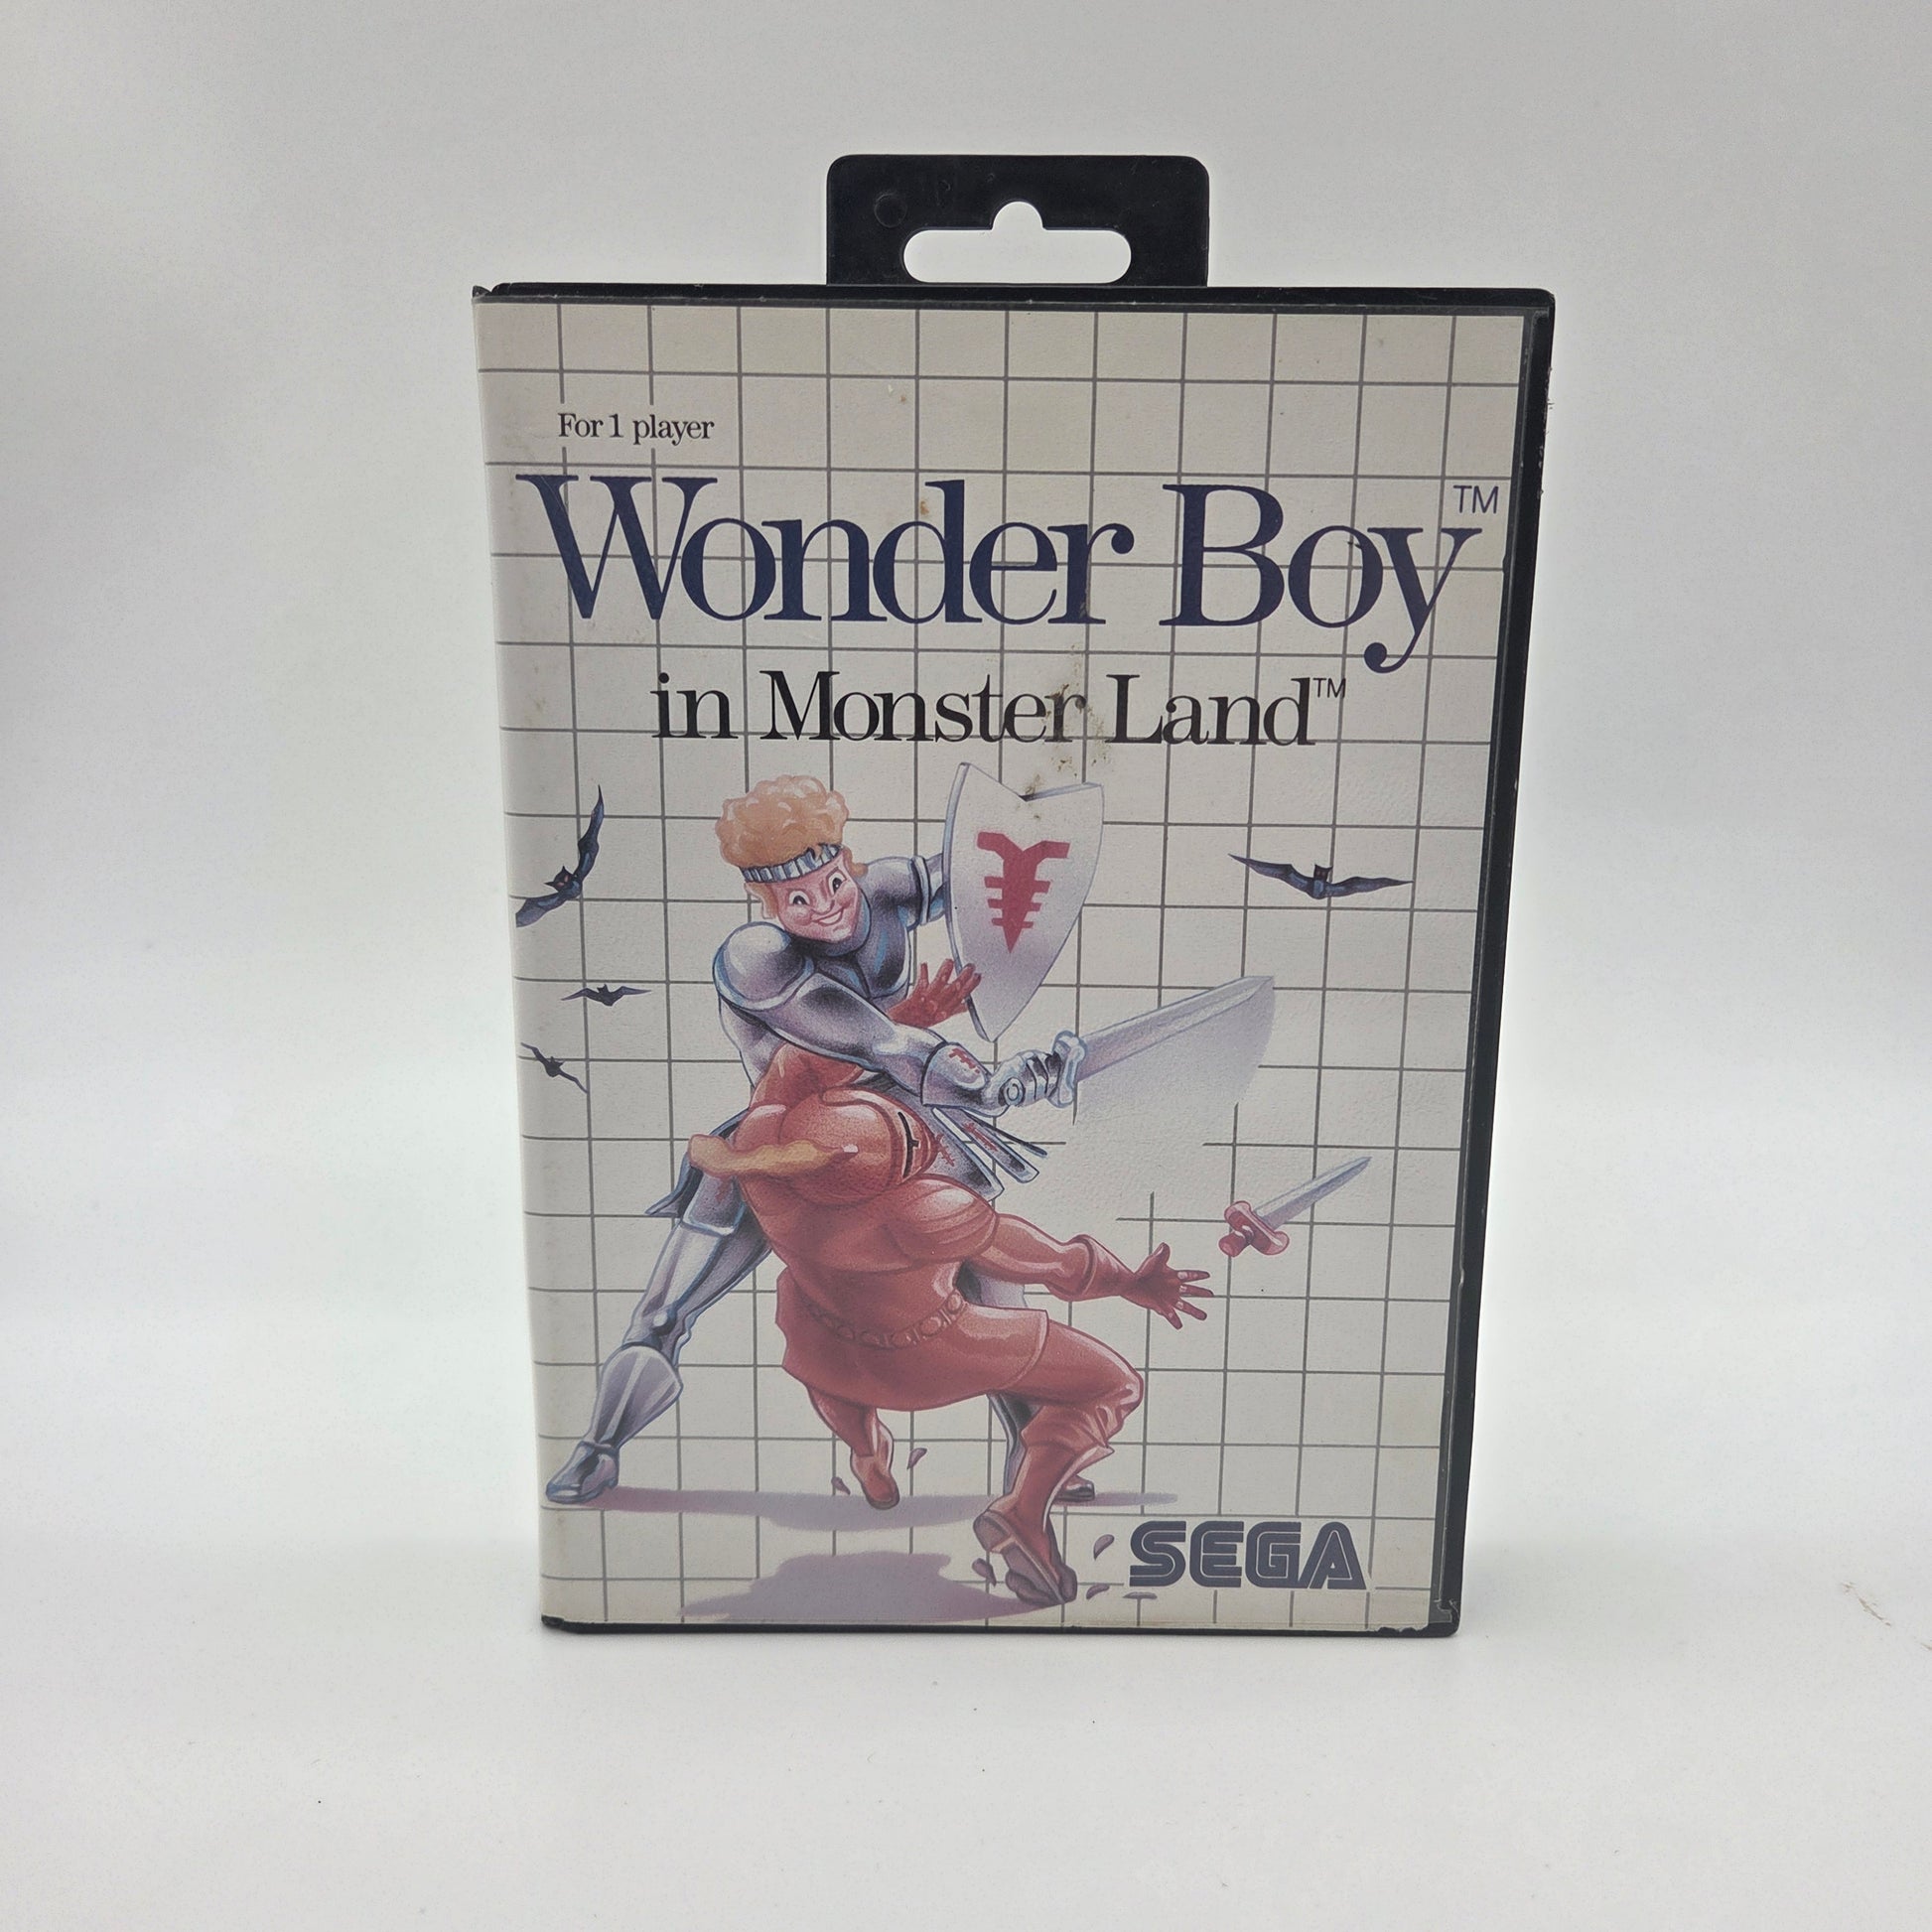 For 1 player
Wonder Boy™
in Monster Land™
SEGA